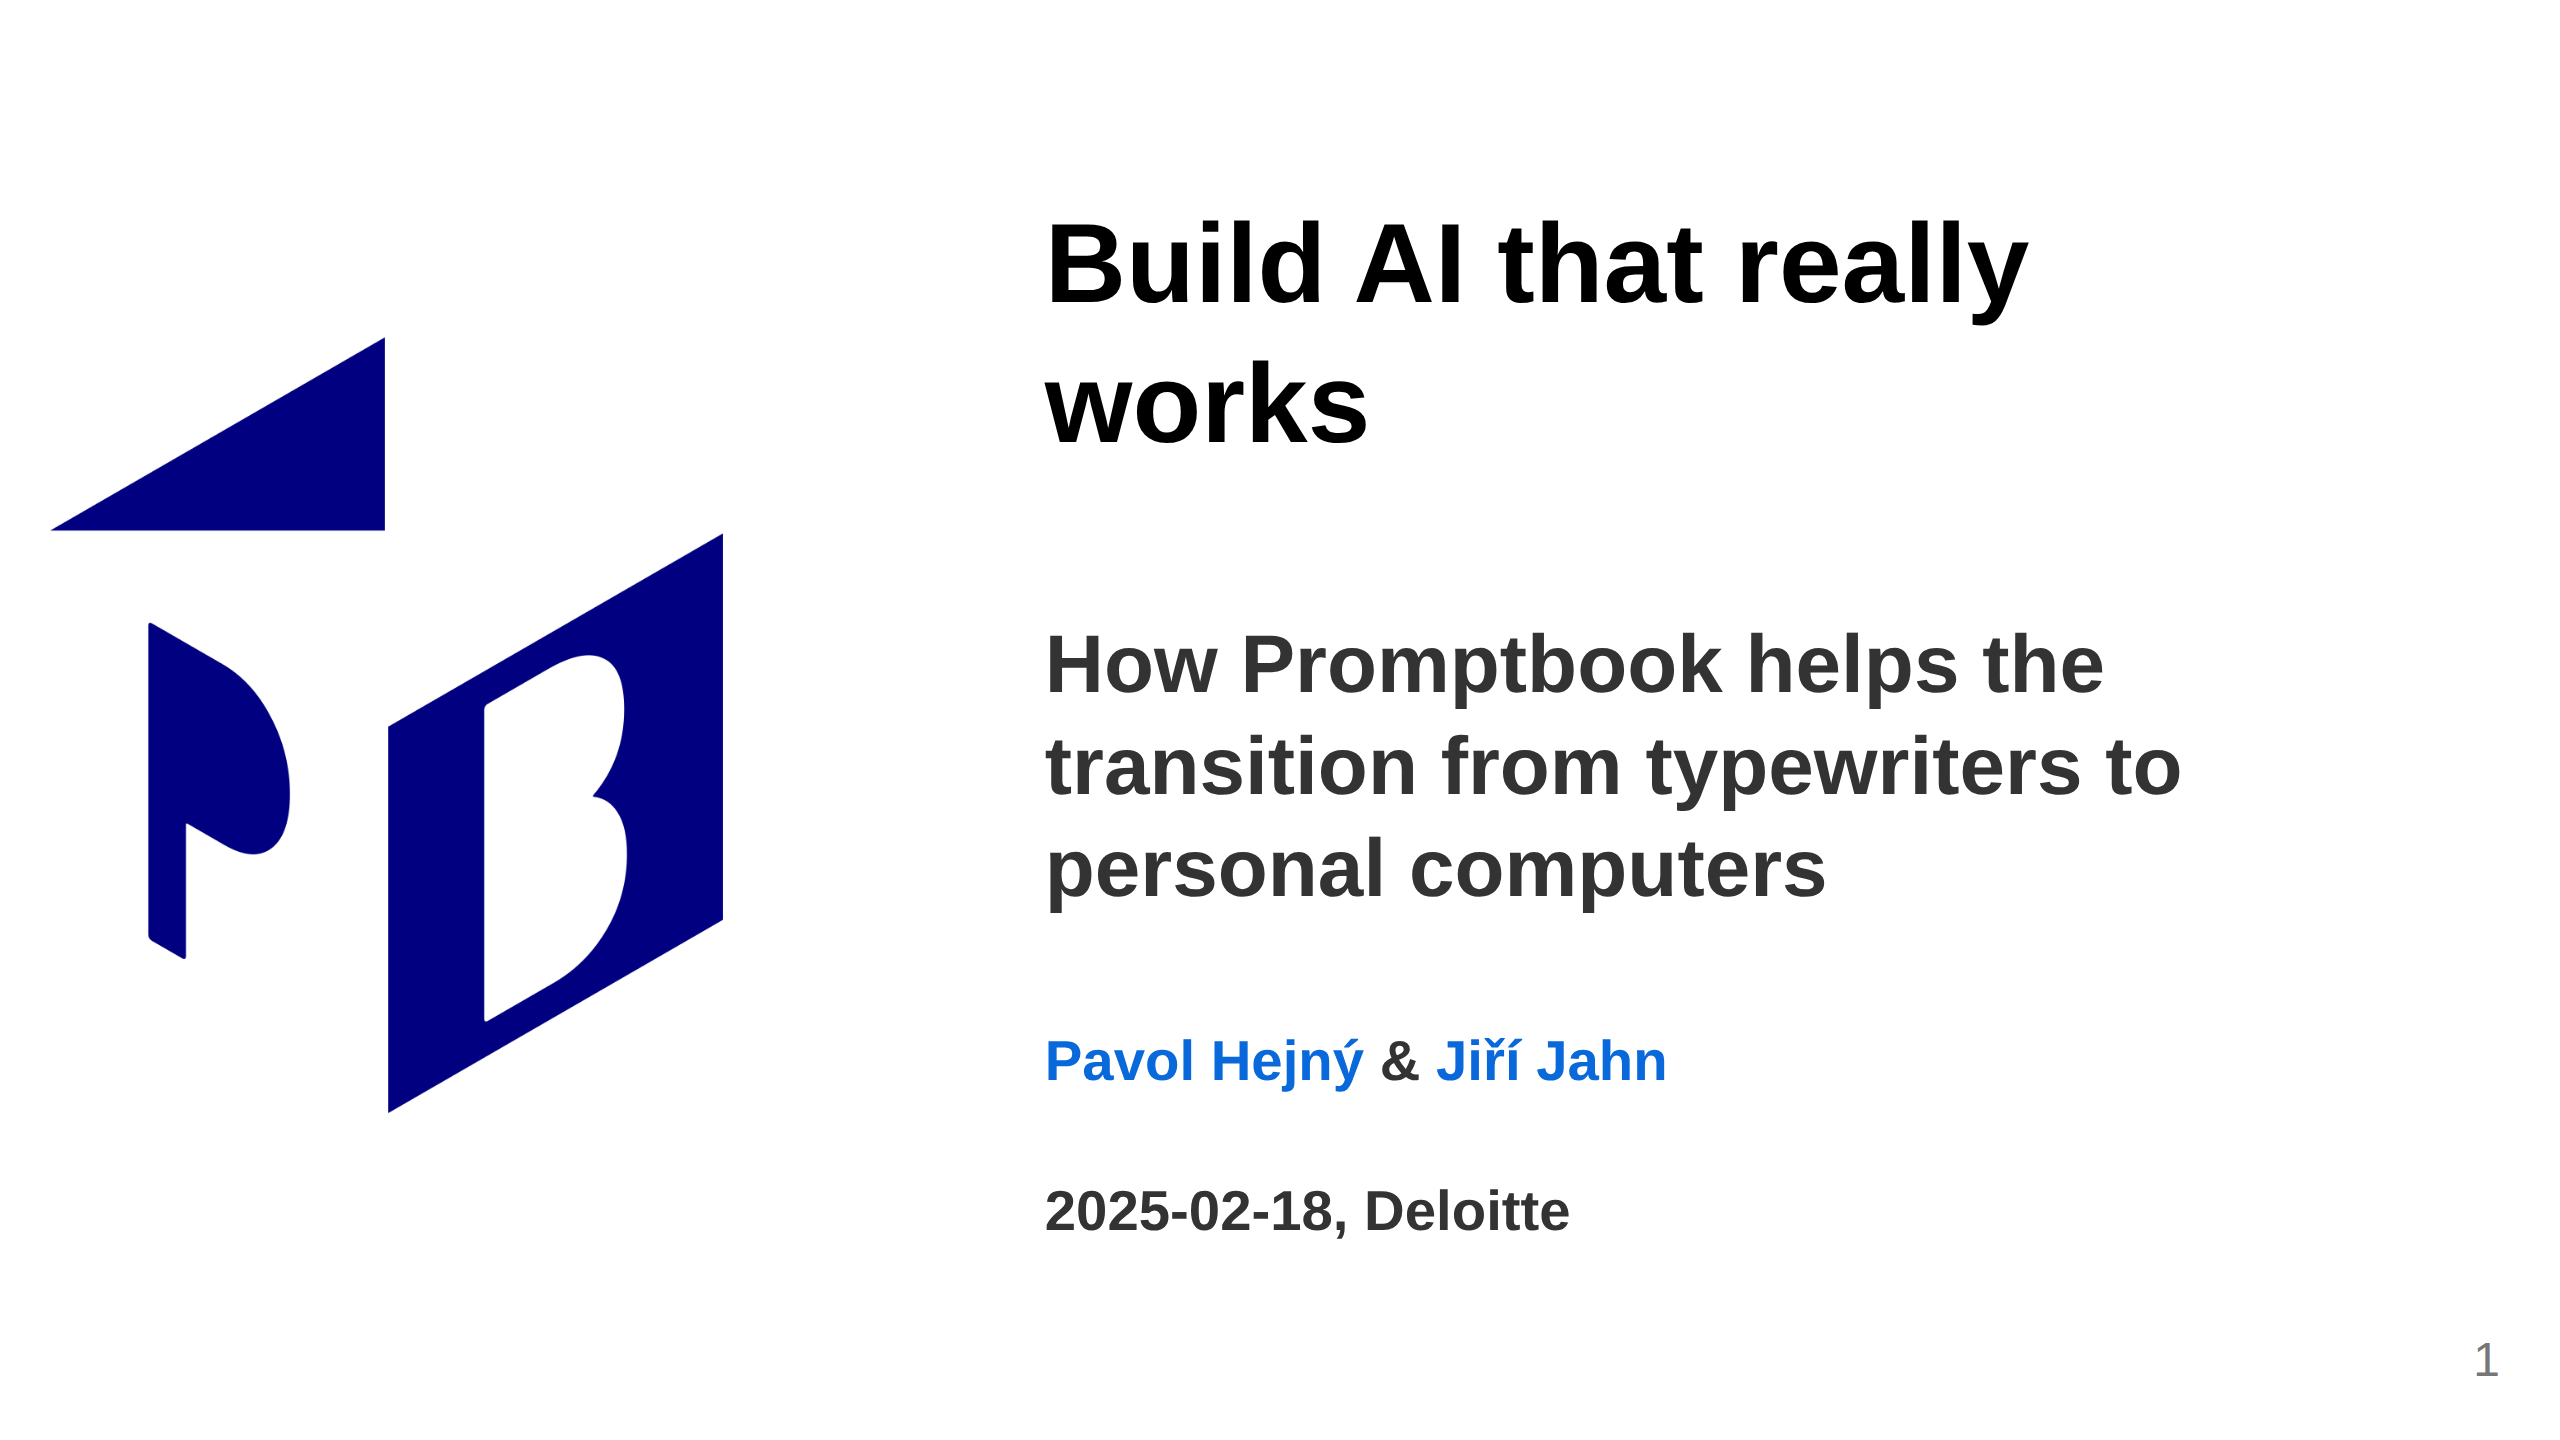 Build AI that really
works
How Promptbook helps the
transition from typewriters to
personal computers
Pavol Hejný & Jiří Jahn
2025-02-18, Deloitte
P B
1